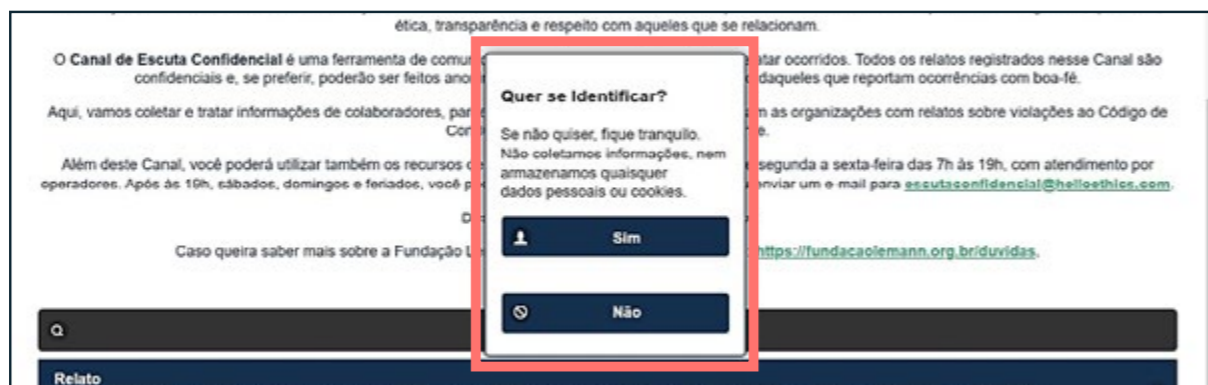 ética, transparência e respeito com aqueles que se relacionam.
O Canal de Escuta Confidencial é uma ferramenta de comu
atar ocorridos. Todos os relatos registrados nesse Canal são
confidenciais e, se preferir, poderão ser feitos ano
daqueles que reportam ocorrências com boa-fé.
Aqui, vamos coletar e tratar informações de colaboradores, par
m as organizações com relatos sobre violações ao Código de
Con
e.
Além deste Canal, você poderá utilizar também os recursos
segunda a sexta-feira das 7h às 19h, com atendimento por
operadores. Após às 19h, sábados, domingos e feriados, você
enviar um e-mail para escutaconfidencial@helloethics.com.
Caso queira saber mais sobre a Fundação
https://fundacaolemann.org.br/duvidas.
Quer se Identificar?
Se não quiser, fique tranquilo.
Não coletamos informações, nem
armazenamos quaisquer
dados pessoais ou cookies.
Sim
Não
Relato